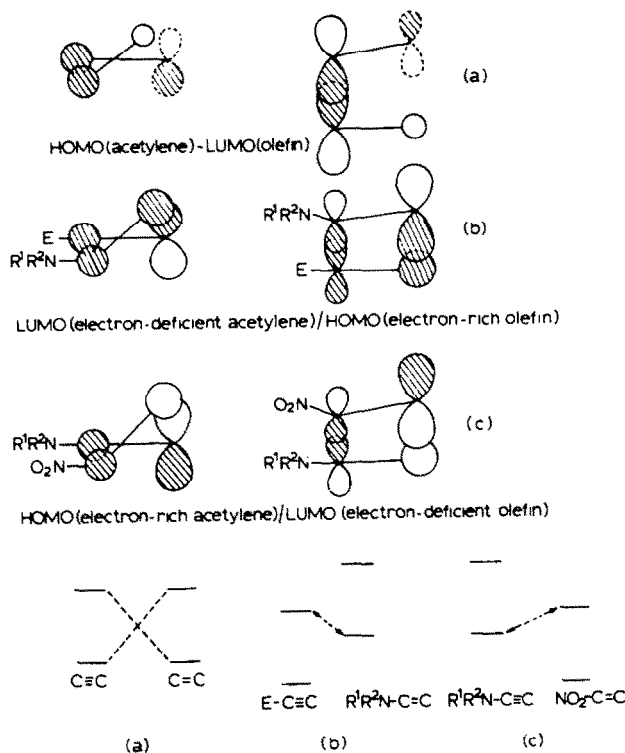 (a)
HOMO(acetylene)-LUMO(olefin)
E
R¹R²N
R¹R²N
E
(b)
LUMO(electron-deficient acetylene)/HOMO(electron-rich olefin)
R¹R²N
O₂N
O₂N
R¹R²N
(c)
HOMO(electron-rich acetylene)/LUMO (electron-deficient olefin)
C≡C
C=C
E-C≡C
R¹R²N-C=C
R¹R²N-C≡C
NO₂-C=C
(a)
(b)
(c)